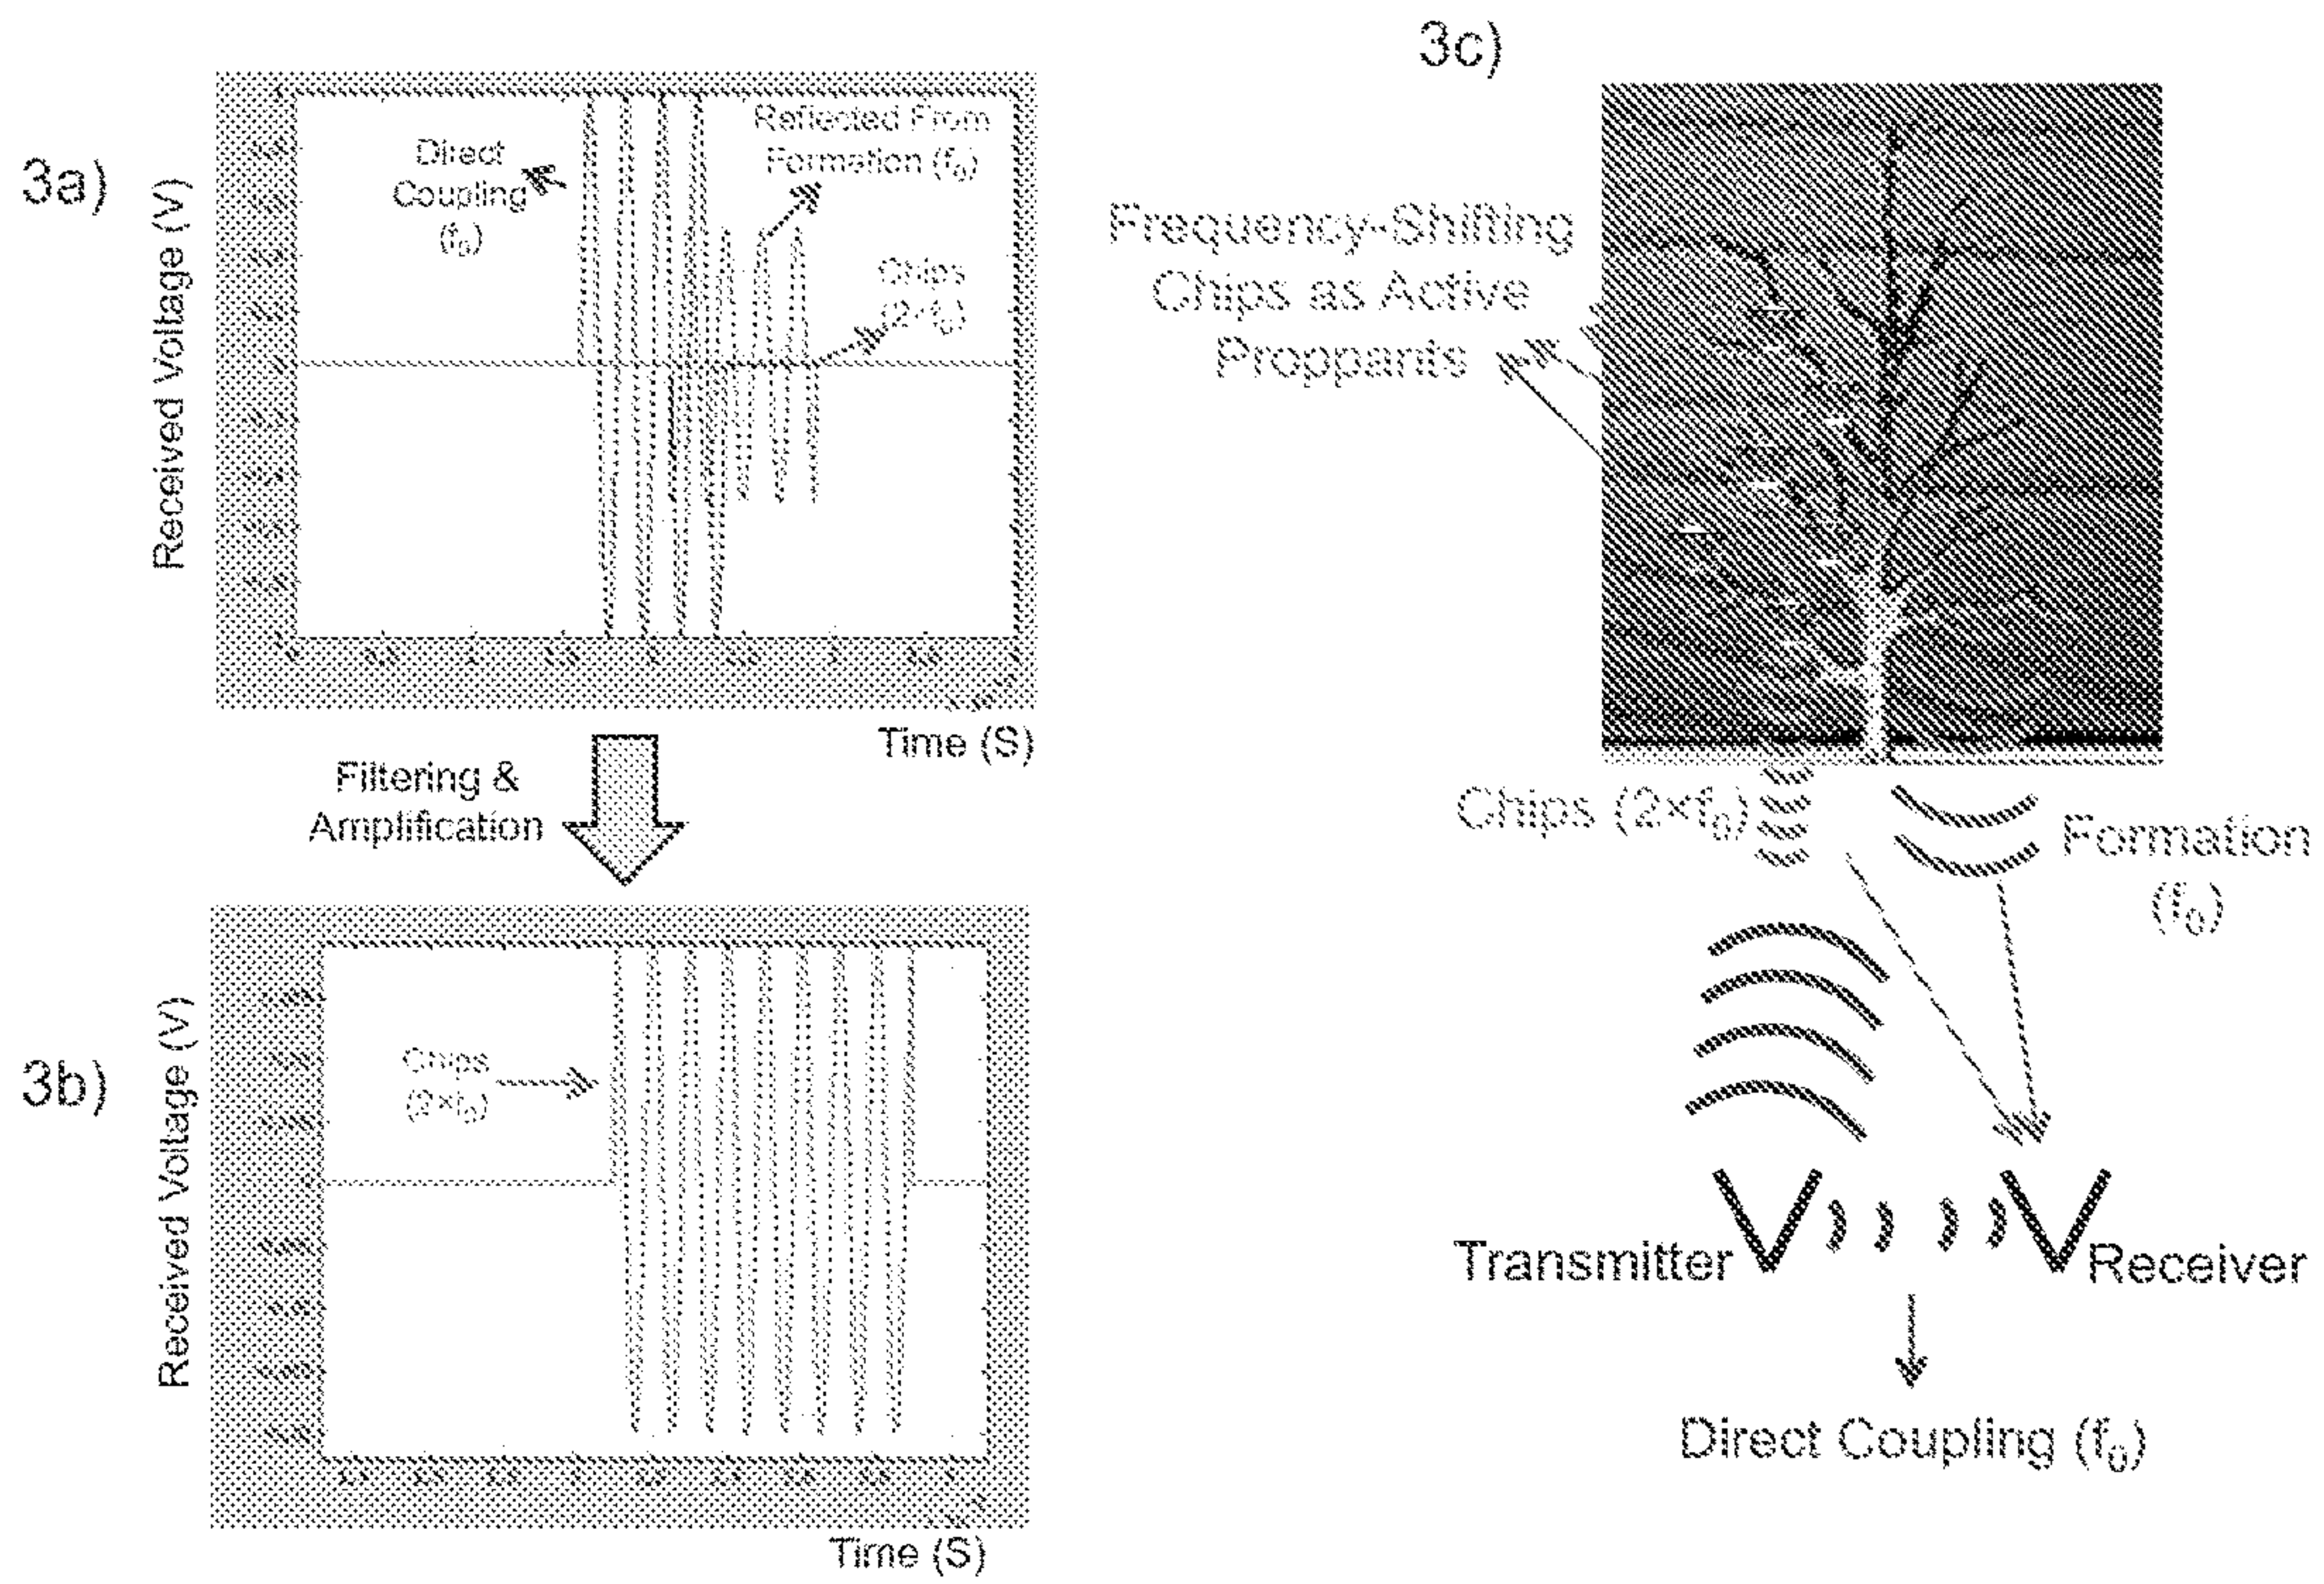 3a)
Received Voltage (V)
Direct
Coupling
(f₀)
Reflected From
Formation (f₀)
Chips
(2×f₀)
Time (S)
Filtering &
Amplification
3b)
Received Voltage (V)
Chips
(2×f₀)
Time (S)
3c)
Frequency-Shifting
Chips as Active
Proppants
Chips (2×f₀)
Formation
(f₀)
Transmitter
Receiver
Direct Coupling (f₀)